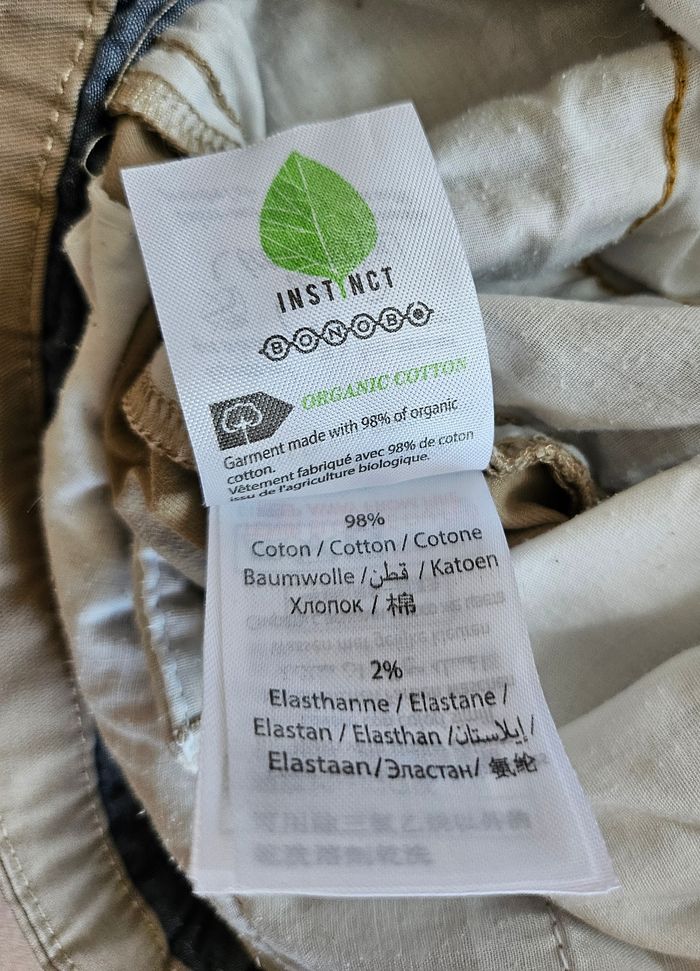 INSTINCT
BONOBO
ORGANIC COTTON
Garment made with 98% of organic
cotton.
Vêtement fabriqué avec 98% de coton
issu de l'agriculture biologique.
98%
Coton / Cotton / Cotone
Baumwolle / قطن / Katoen
Хлопок / 棉
2%
Elasthanne / Elastane /
Elastan / Elasthan / إيلاستان /
Elastaan/Эластан/ 氨纶